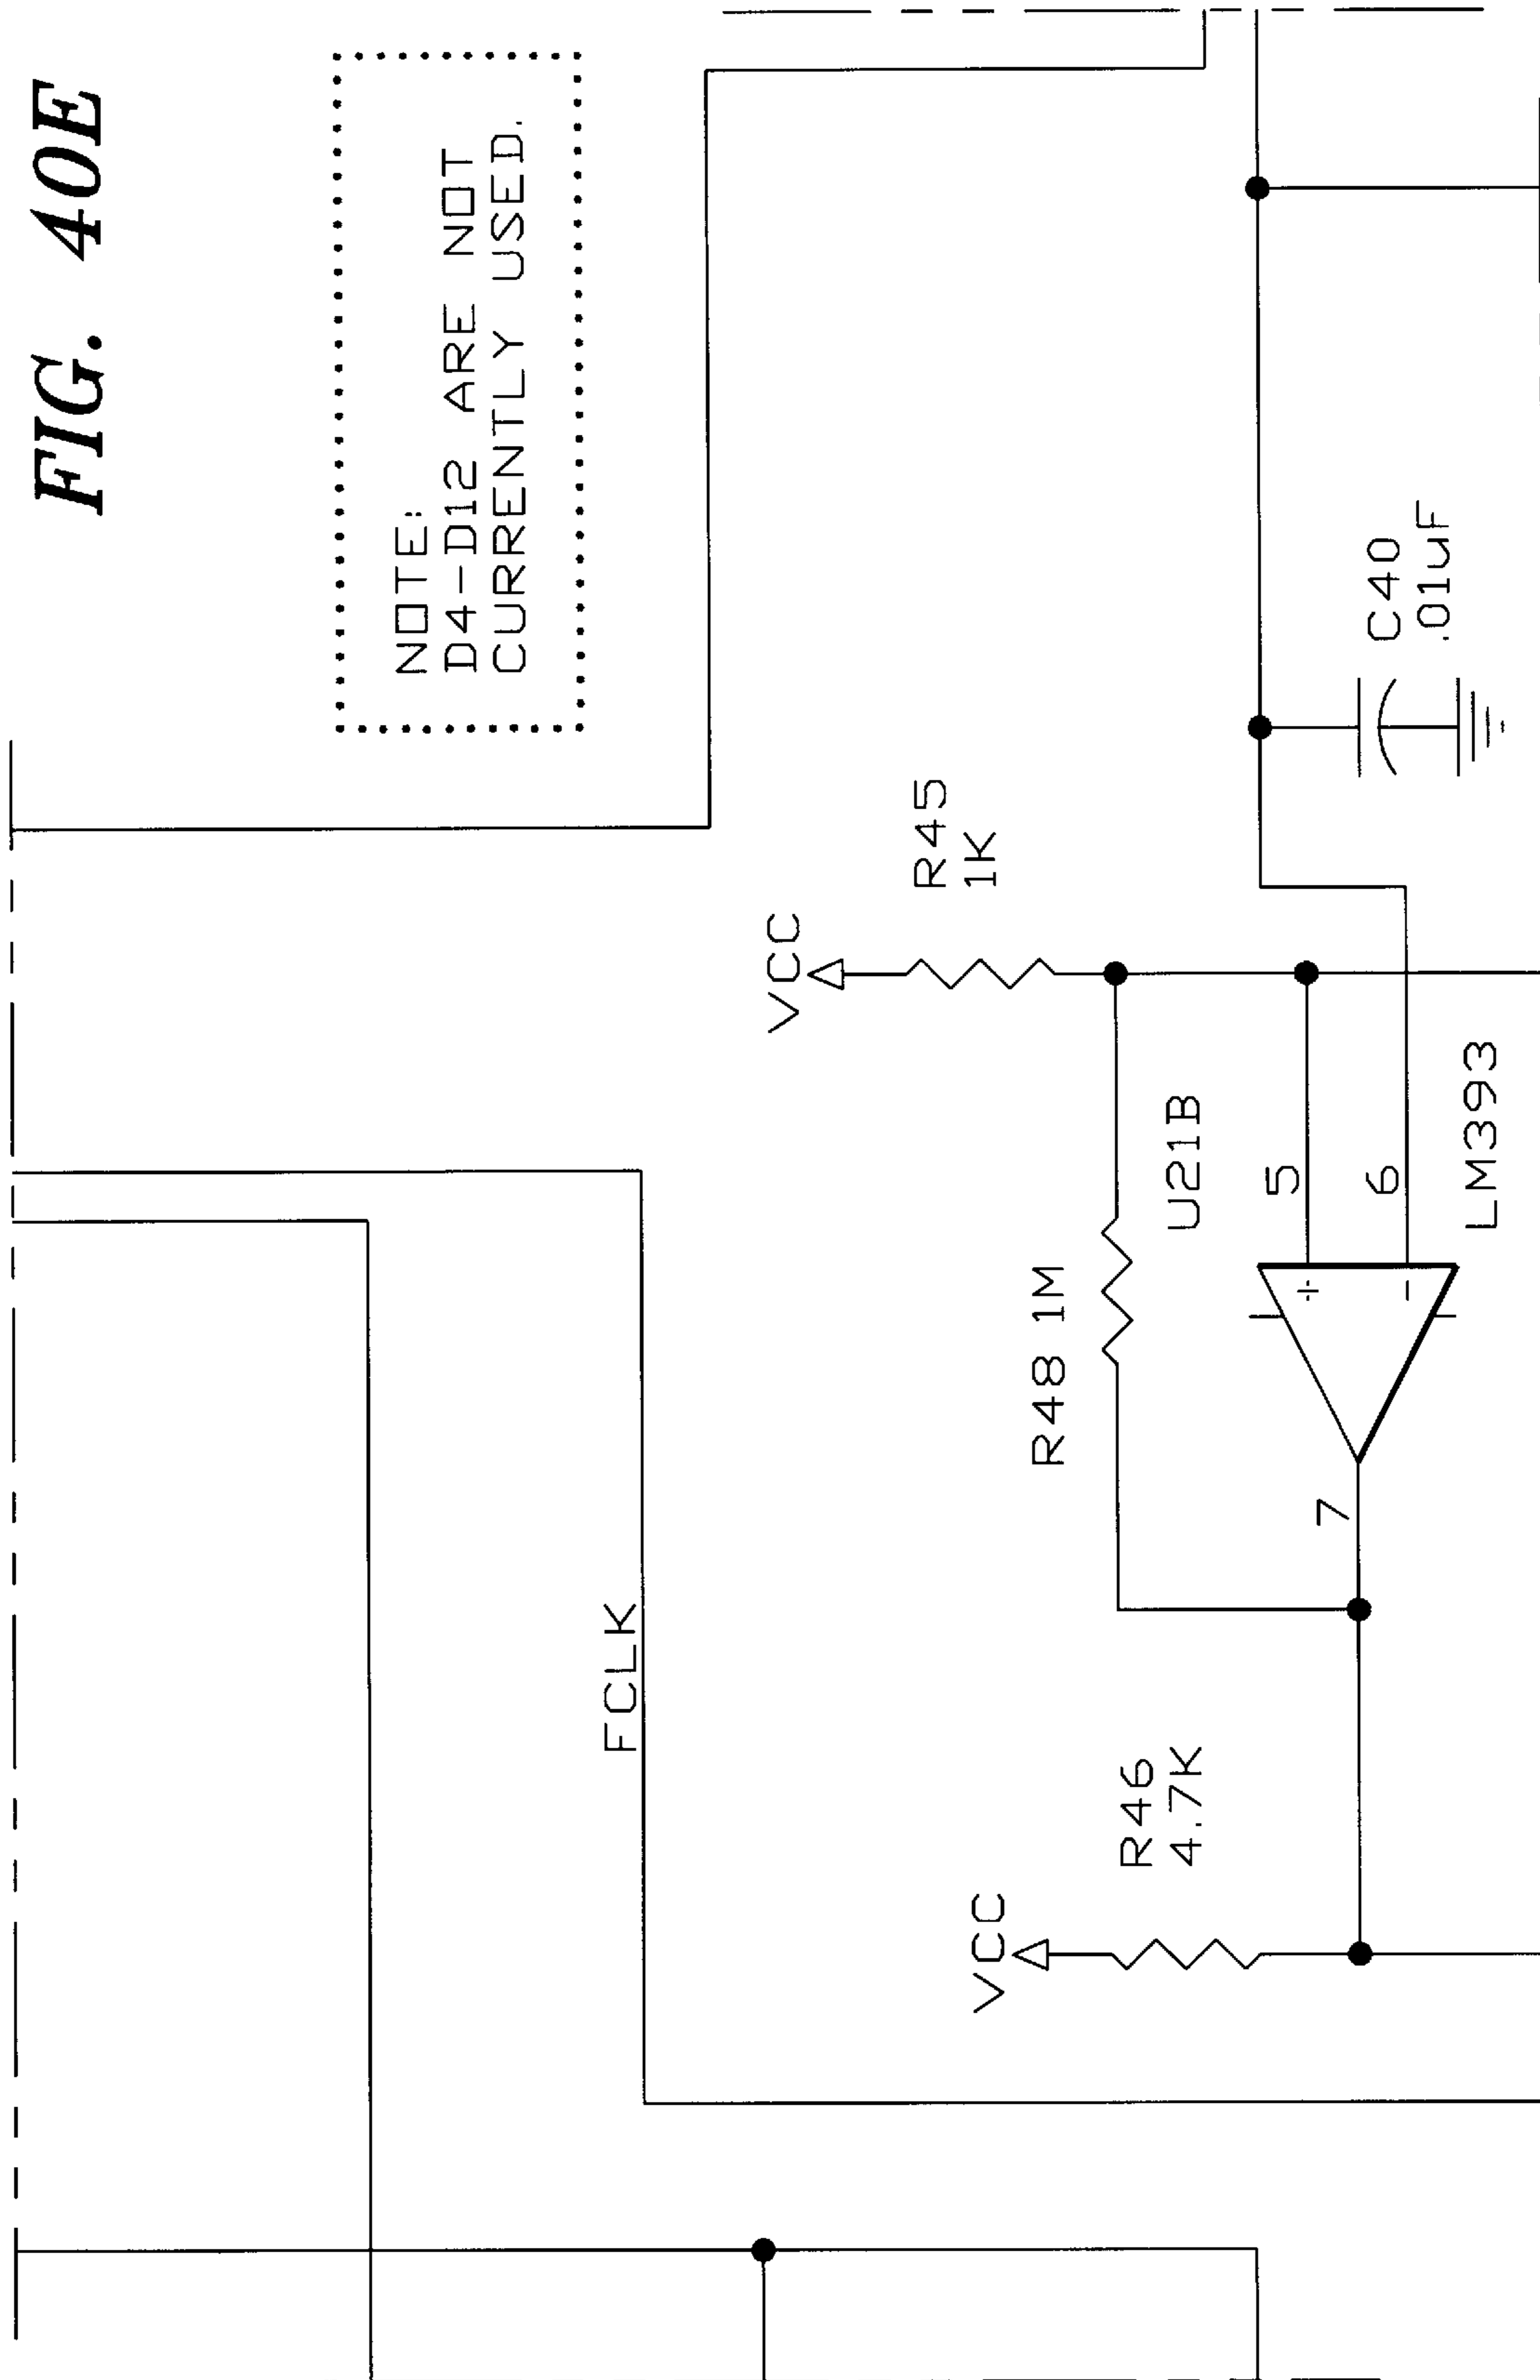 FIG. 40E
NOTE:
D4-D12 ARE NOT
CURRENTLY USED.
FCLK
VCC
R45
1K
VCC
R46
4.7K
R48 1M
U21B
5
6
7
+
-
LM393
C40
.01uF